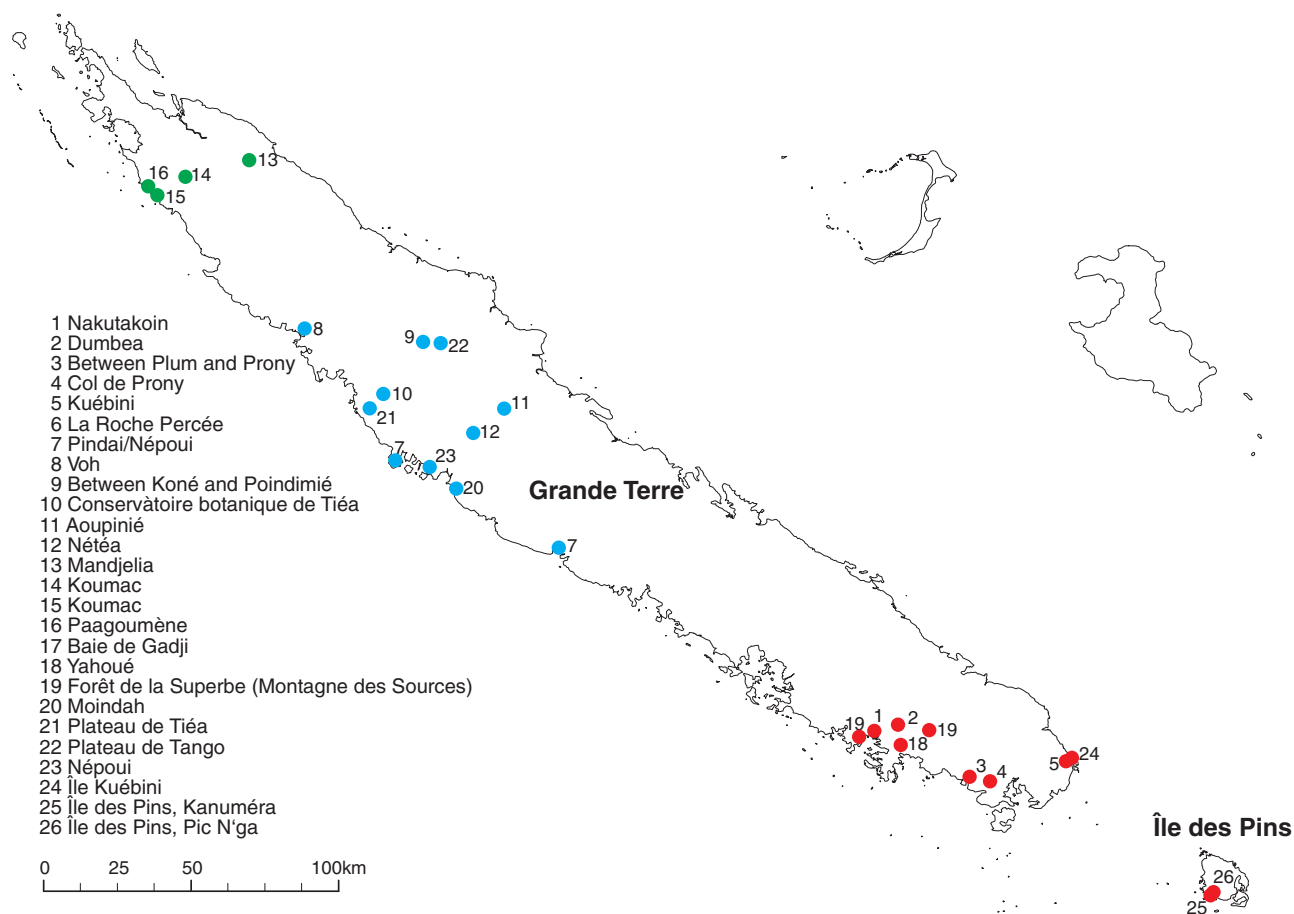 13
16
14
15
1 Nakutakoin
2 Dumbea
3 Between Plum and Prony
4 Col de Prony
5 Kuébini
6 La Roche Percée
7 Pindai/Népoui
8 Voh
9 Between Koné and Poindimié
10 Conservàtoire botanique de Tiéa
11 Aoupinié
12 Nétéa
13 Mandjelia
14 Koumac
15 Koumac
16 Paagoumène
17 Baie de Gadji
18 Yahoué
19 Forêt de la Superbe (Montagne des Sources)
20 Moindah
21 Plateau de Tiéa
22 Plateau de Tango
23 Népoui
24 Île Kuébini
25 Île des Pins, Kanuméra
26 Île des Pins, Pic N‘ga
8
9
22
10
21
11
12
7
23
20
Grande Terre
7
19
1
2
19
18
3
4
5
24
Île des Pins
26
25
0 25 50 100km